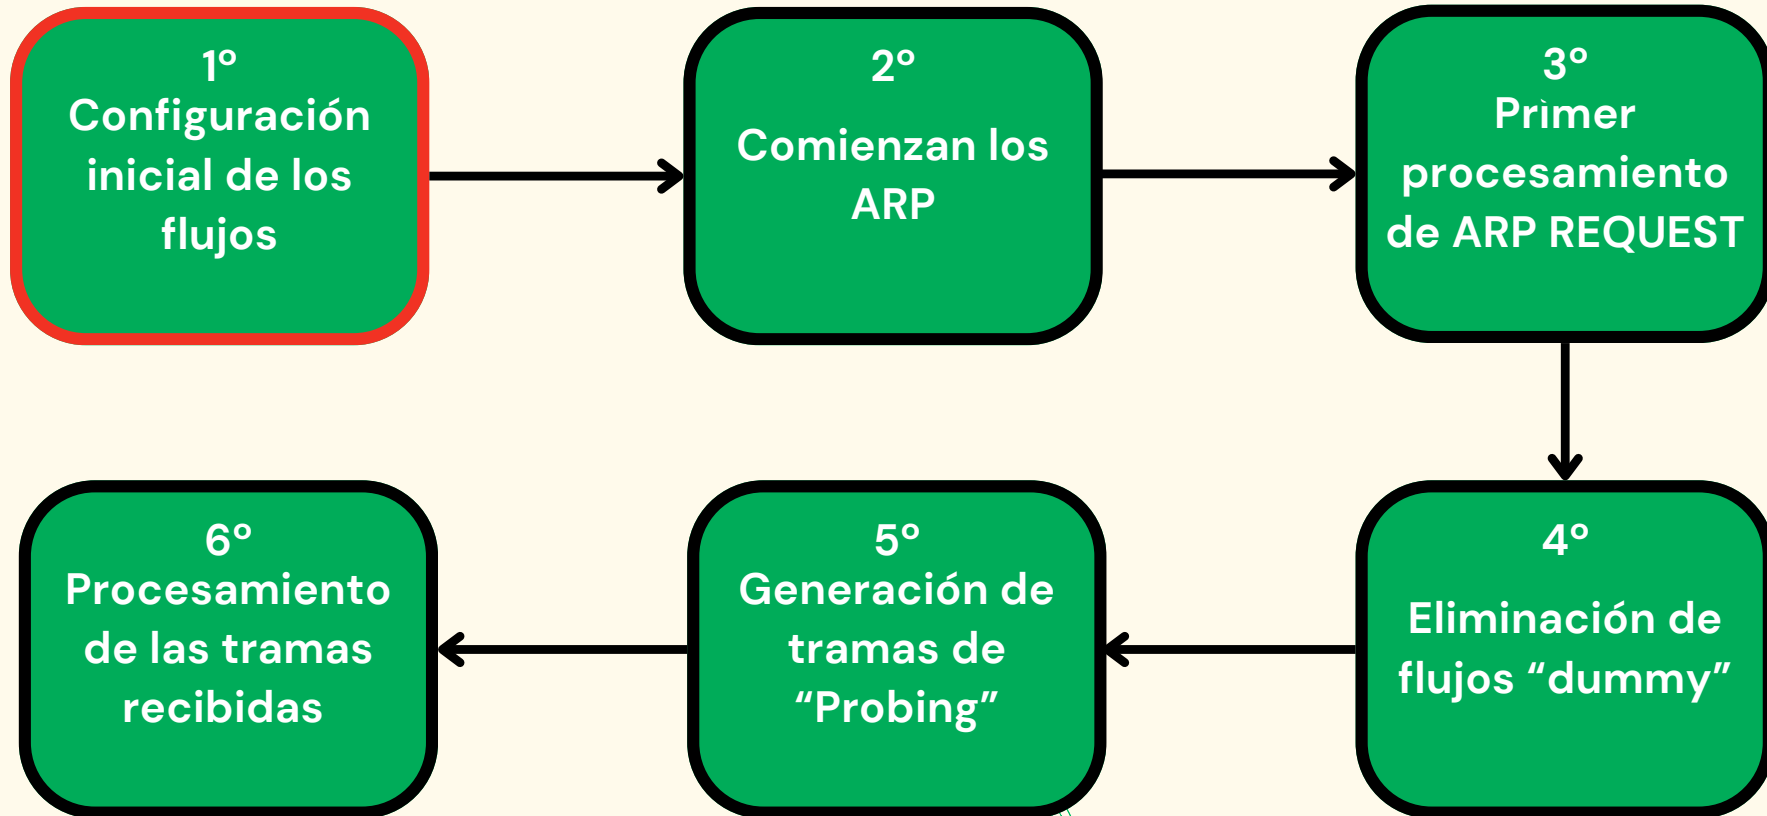 1º
Configuración
inicial de los
flujos
2º
Comienzan los
ARP
3º
Primer
procesamiento
de ARP REQUEST
4º
Eliminación de
flujos “dummy”
5º
Generación de
tramas de
“Probing”
6º
Procesamiento
de las tramas
recibidas